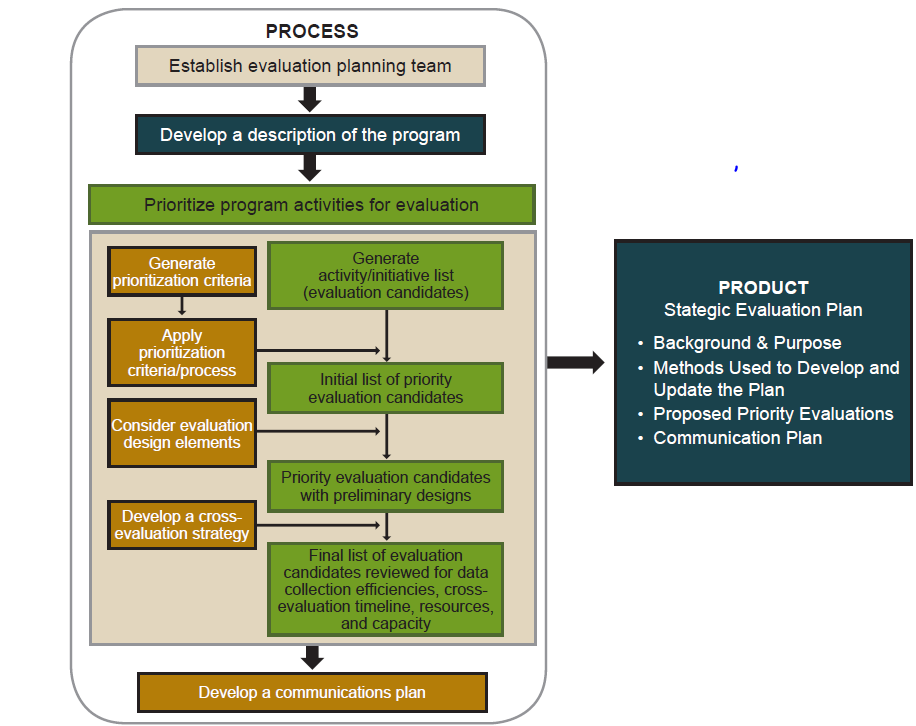 PROCESS
Establish evaluation planning team
Develop a description of the program
Prioritize program activities for evaluation
Generate
prioritization criteria
Apply
prioritization
criteria/process
Consider evaluation
design elements
Develop a cross-
evaluation strategy
Generate
activity/initiative list
(evaluation candidates)
Initial list of priority
evaluation candidates
Priority evaluation candidates
with preliminary designs
Final list of evaluation
candidates reviewed for data
collection efficiencies, cross-
evaluation timeline, resources,
and capacity
Develop a communications plan
PRODUCT
Stategic Evaluation Plan
• Background & Purpose
• Methods Used to Develop and
Update the Plan
• Proposed Priority Evaluations
• Communication Plan